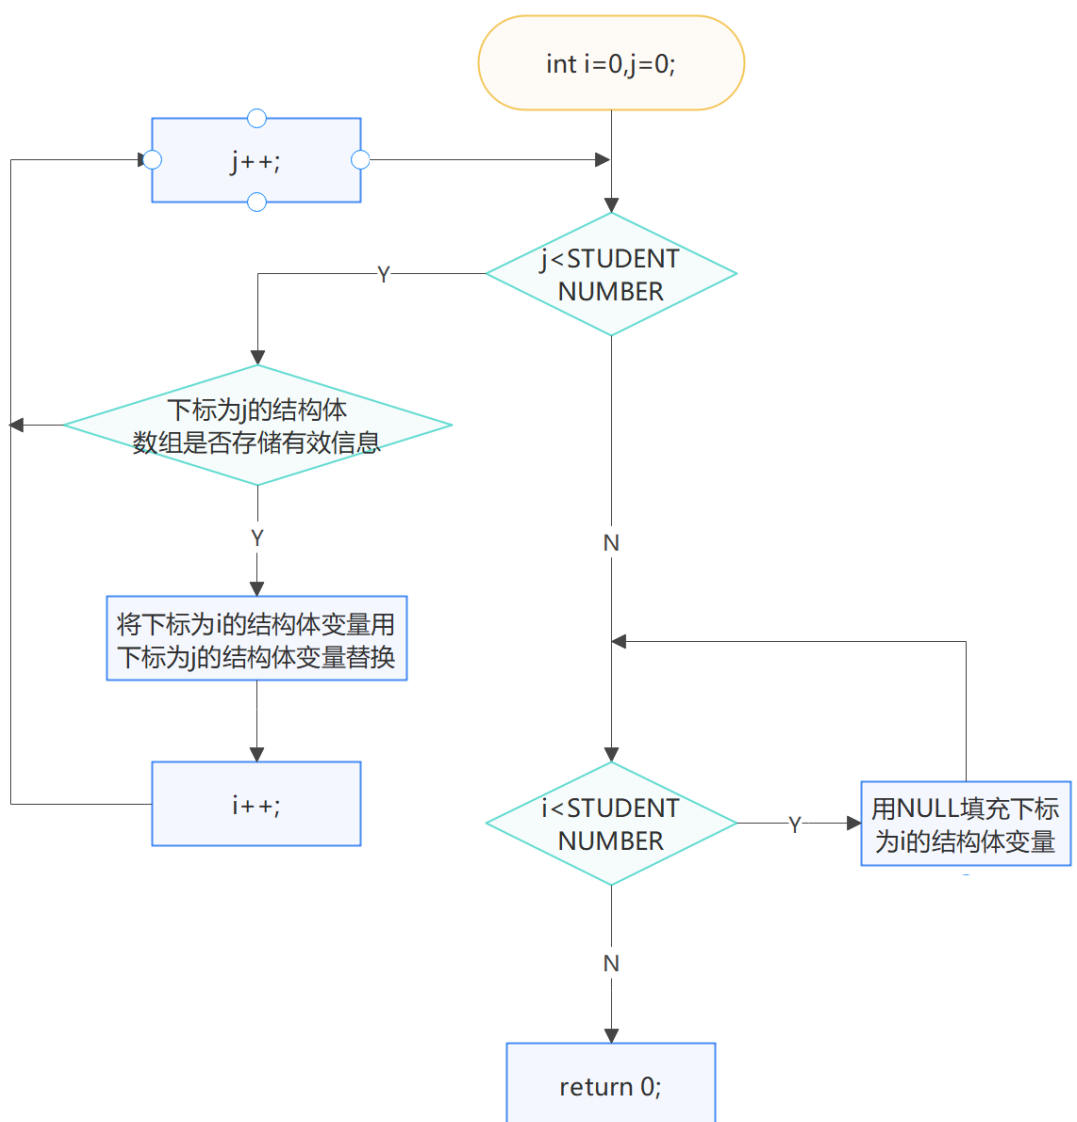 int i=0,j=0;
j++;
j<STUDENT
NUMBER
Y
下标为j的结构体
数组是否存储有效信息
Y
N
将下标为i的结构体变量用
下标为j的结构体变量替换
i++;
i<STUDENT
NUMBER
Y
用NULL填充下标
为i的结构体变量
N
return 0;